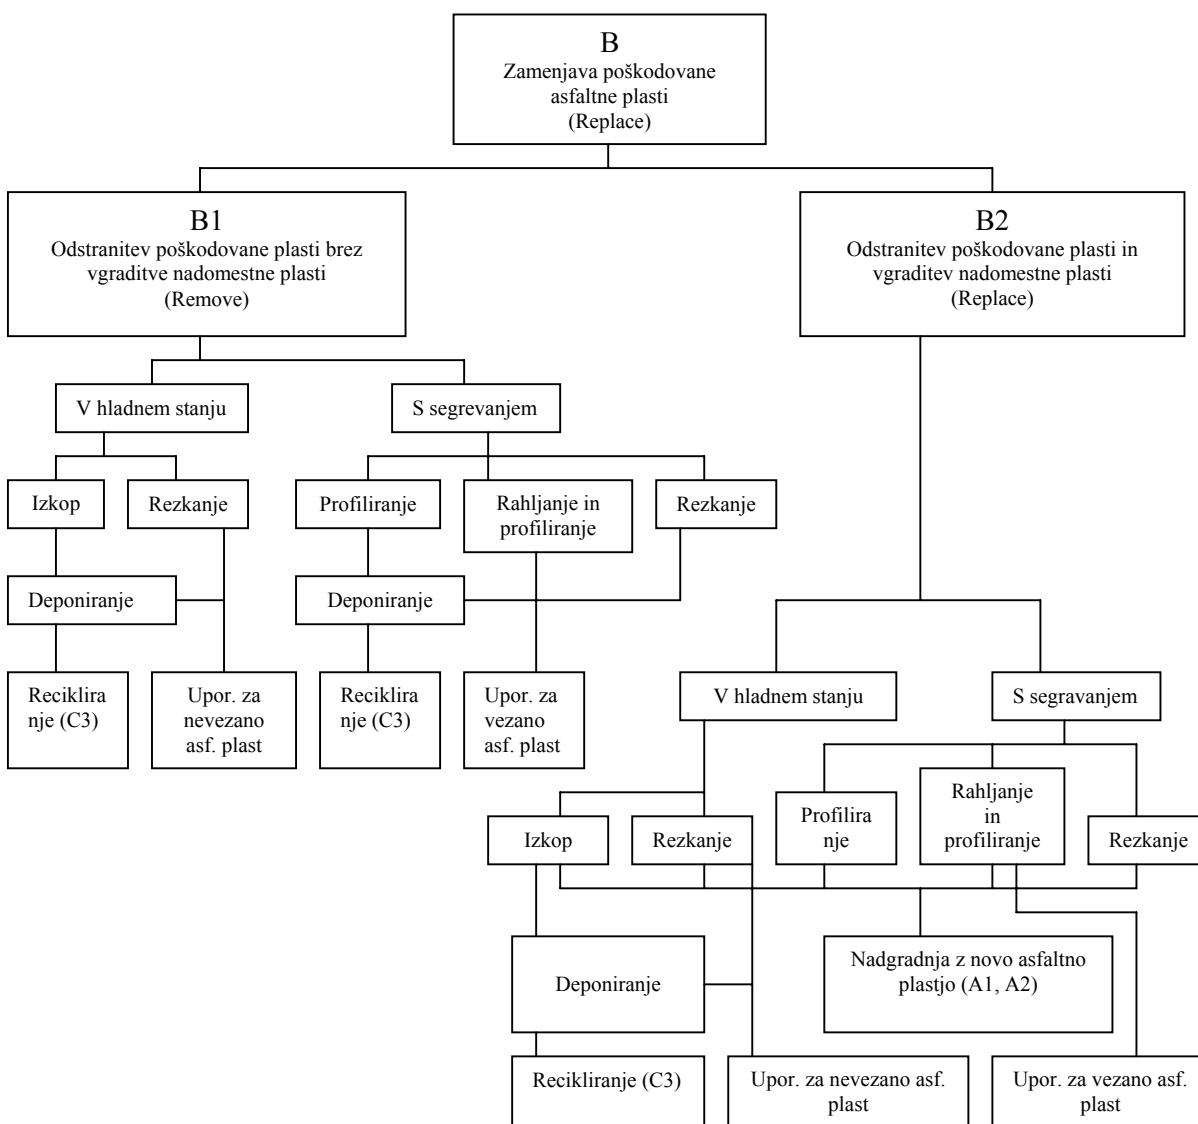 B
Zamenjava poškodovane
asfaltne plasti
(Replace)
B1
Odstranitev poškodovane plasti brez
vgraditve nadomestne plasti
(Remove)
B2
Odstranitev poškodovane plasti in
vgraditev nadomestne plasti
(Replace)
V hladnem stanju
S segrevanjem
Izkop
Rezkanje
Profiliranje
Rahljanje in
profiliranje
Rezkanje
Deponiranje
Deponiranje
Reciklira
nje (C3)
Upor. za
nevezano
asf. plast
Reciklira
nje (C3)
Upor. za
vezano
asf. plast
V hladnem stanju
S segravanjem
Izkop
Rezkanje
Profilira
nje
Rahljanje
in
profiliranje
Rezkanje
Deponiranje
Nadgradnja z novo asfaltno
plastjo (A1, A2)
Recikliranje (C3)
Upor. za nevezano asf.
plast
Upor. za vezano asf.
plast